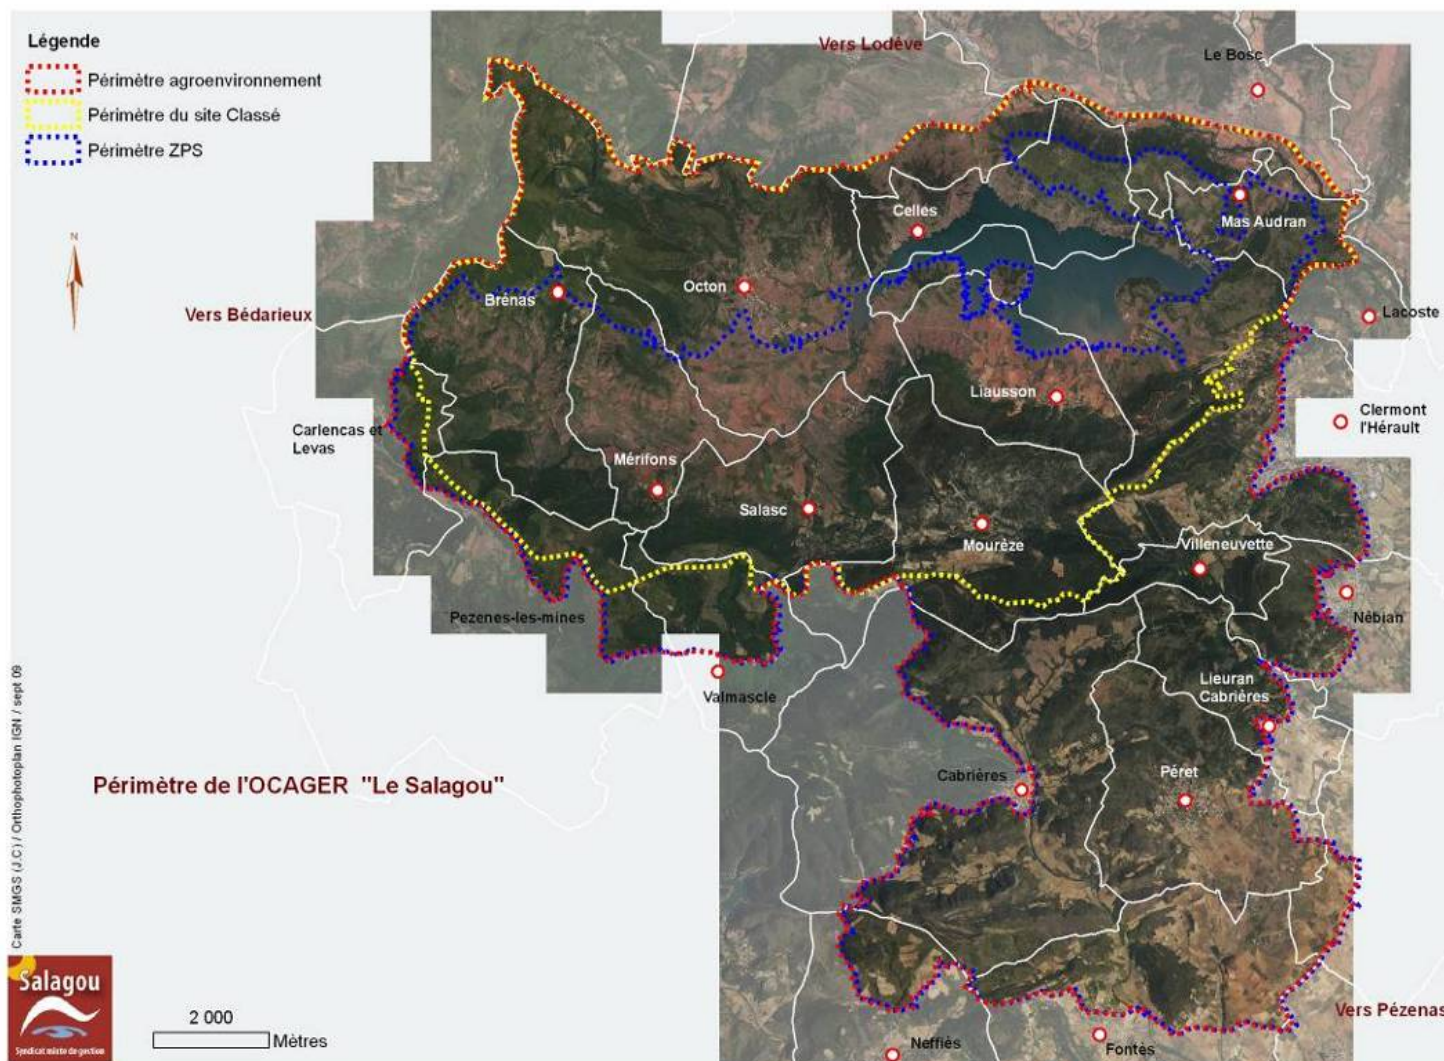 Légende
Périmètre agroenvironnement
Périmètre du site Classé
Périmètre ZPS
Vers Lodève
Le Bosc
N
Celles
Mas Audran
Brénas
Octon
Vers Bédarieux
Lacoste
Liausson
Clermont
l'Hérault
Carlencas et
Levas
Mérifons
Salasc
Mourèze
Villeneuvette
Pezenes-les-mines
Nébian
Valmascle
Lieuran
Cabrières
Périmètre de l'OCAGER "Le Salagou"
Cabrières
Péret
Carte SMGS (J.C) / Orthophotoplan IGN / sept 09
Salagou
Syndicat mixte de gestion
2 000
Mètres
Vers Pézenas
Neffiès
Fontès